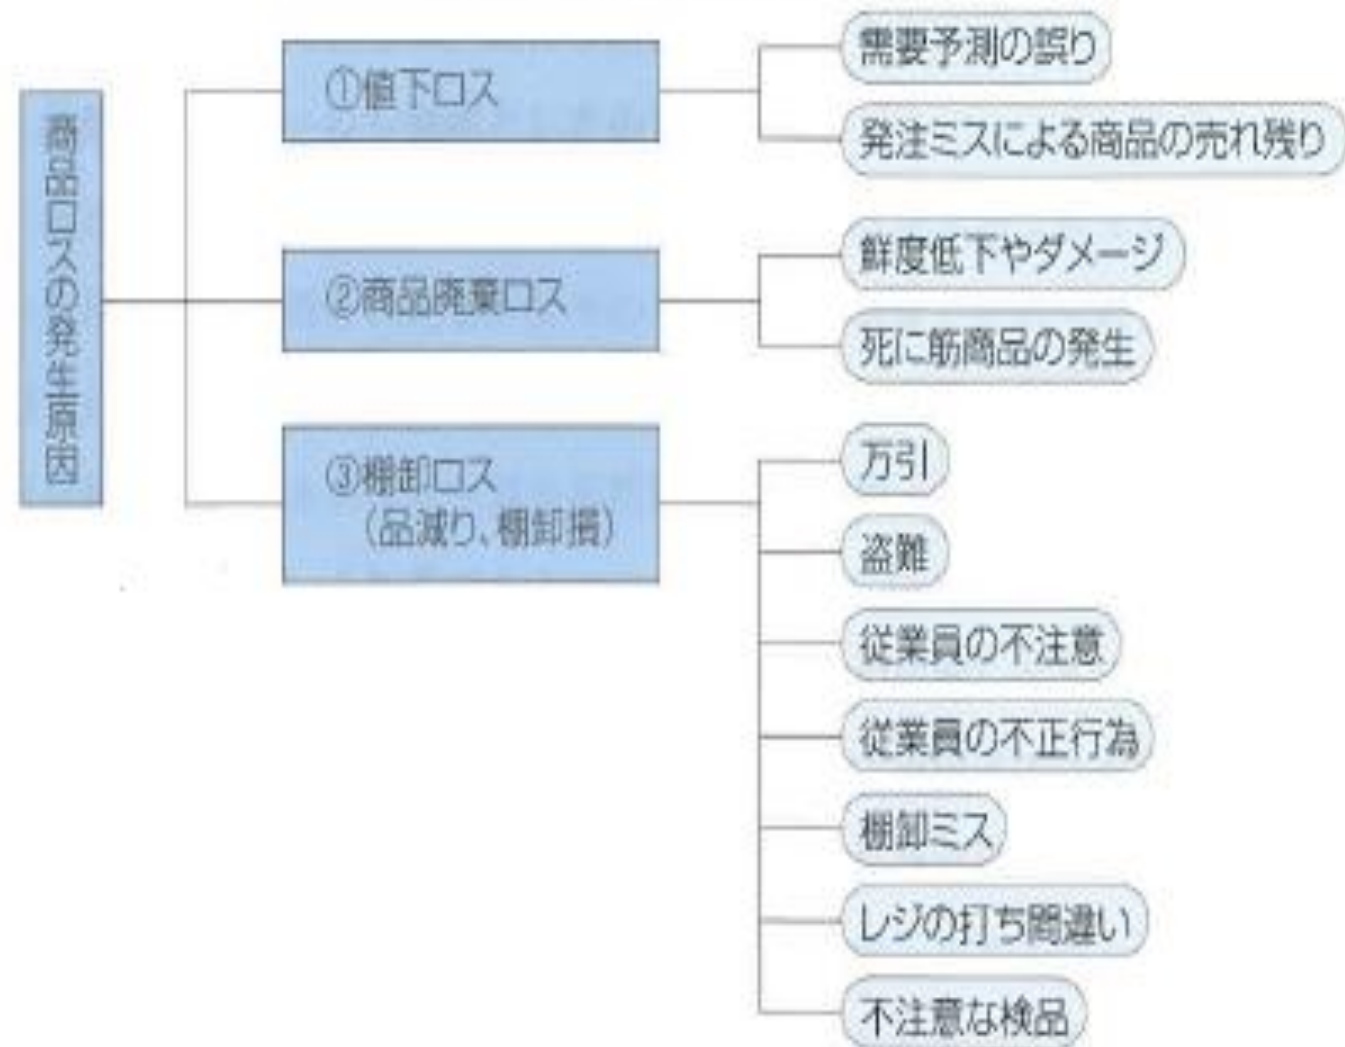 商品ロスの発生原因
①値下ロス
需要予測の誤り
発注ミスによる商品の売れ残り
②商品廃棄ロス
鮮度低下やダメージ
死に筋商品の発生
③棚卸ロス
(品減り、棚卸損)
万引
盗難
従業員の不注意
従業員の不正行為
棚卸ミス
レジの打ち間違い
不注意な検品